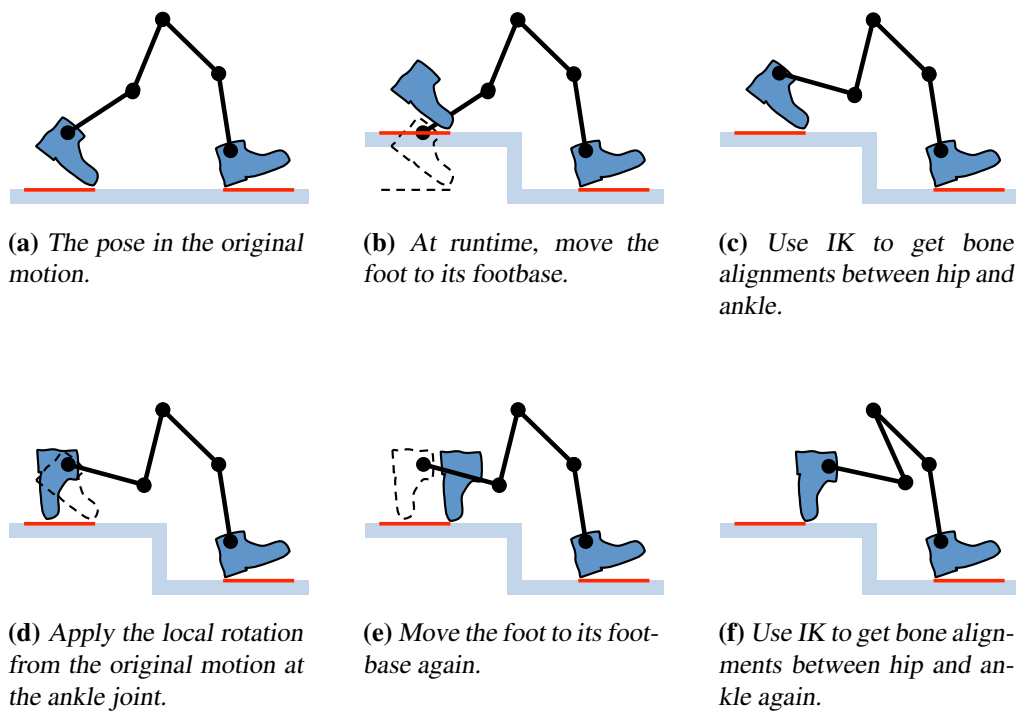 (a) The pose in the original
motion.
(b) At runtime, move the
foot to its footbase.
(c) Use IK to get bone
alignments between hip and
ankle.
(d) Apply the local rotation
from the original motion at
the ankle joint.
(e) Move the foot to its foot-
base again.
(f) Use IK to get bone align-
ments between hip and an-
kle again.